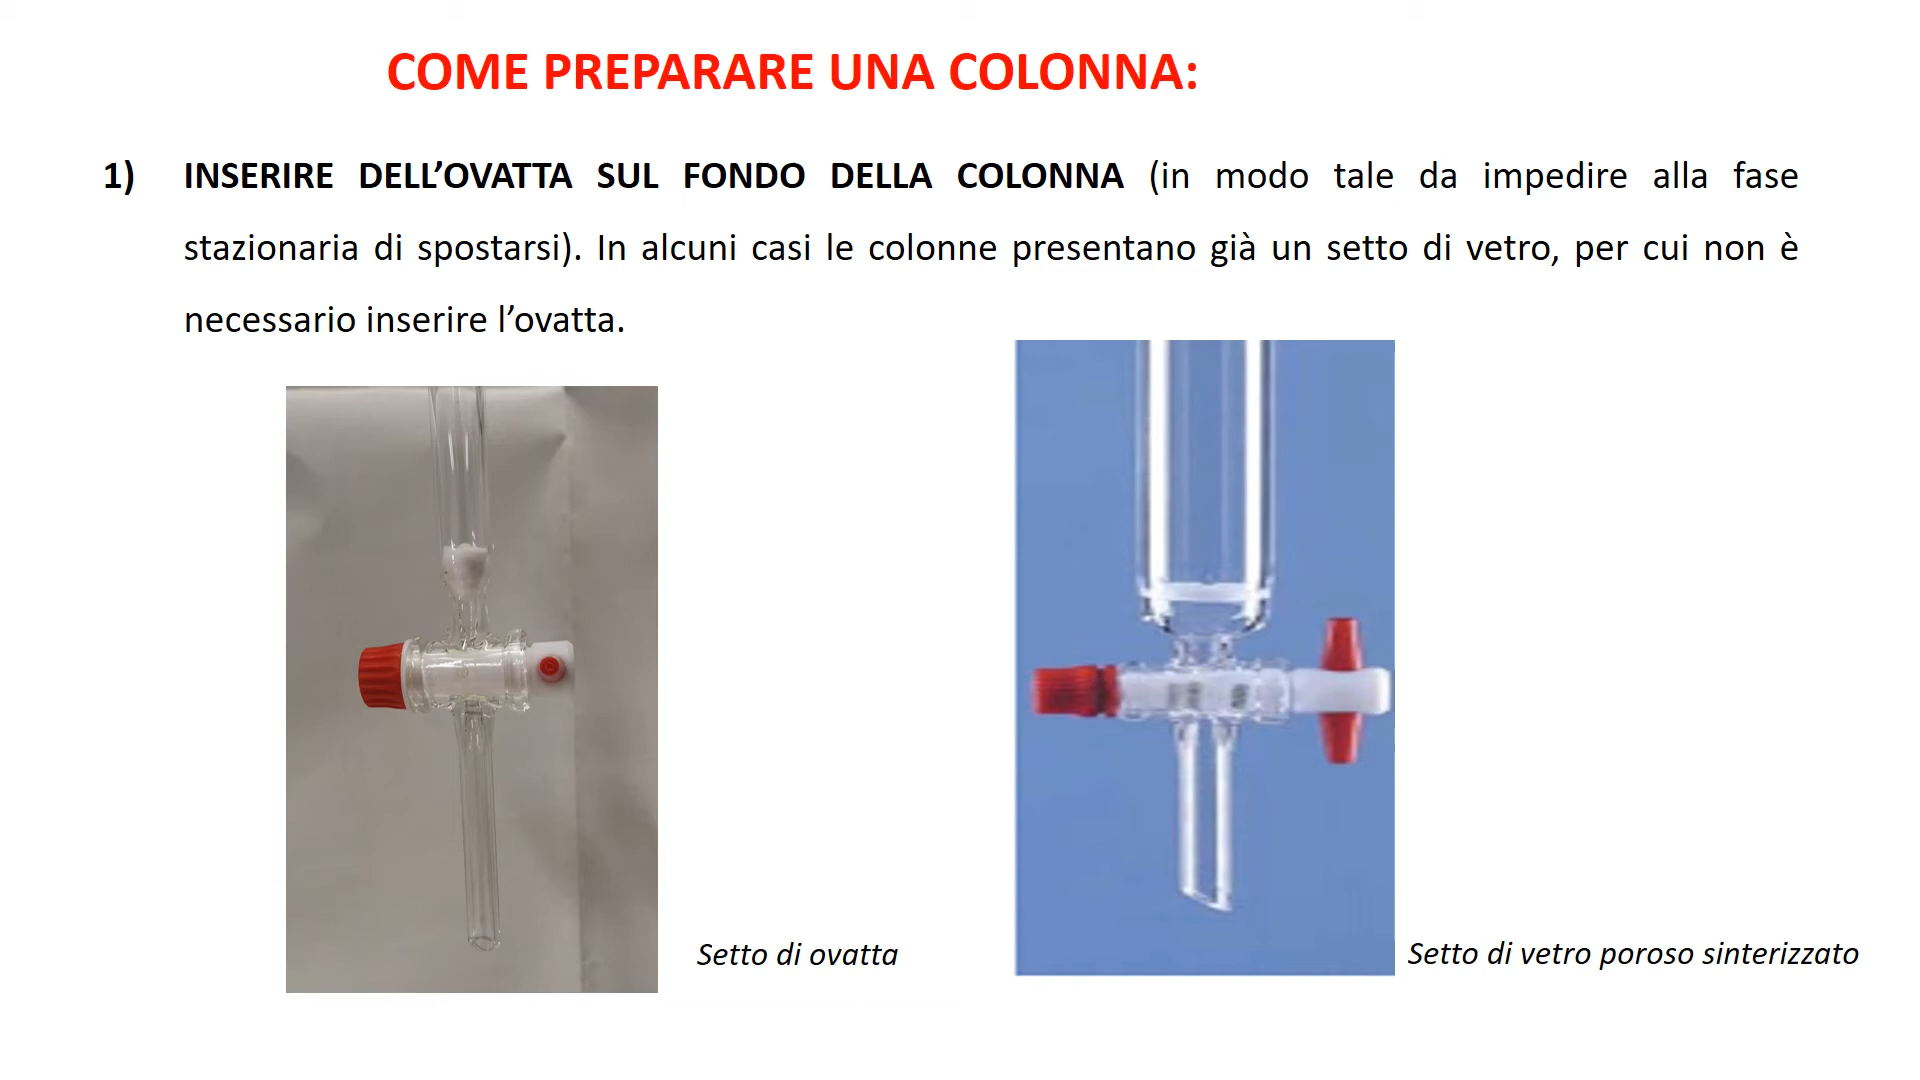 COME PREPARARE UNA COLONNA:
1) INSERIRE DELL’OVATTA SUL FONDO DELLA COLONNA (in modo tale da impedire alla fase
stazionaria di spostarsi). In alcuni casi le colonne presentano già un setto di vetro, per cui non è
necessario inserire l’ovatta.
Setto di ovatta
Setto di vetro poroso sinterizzato